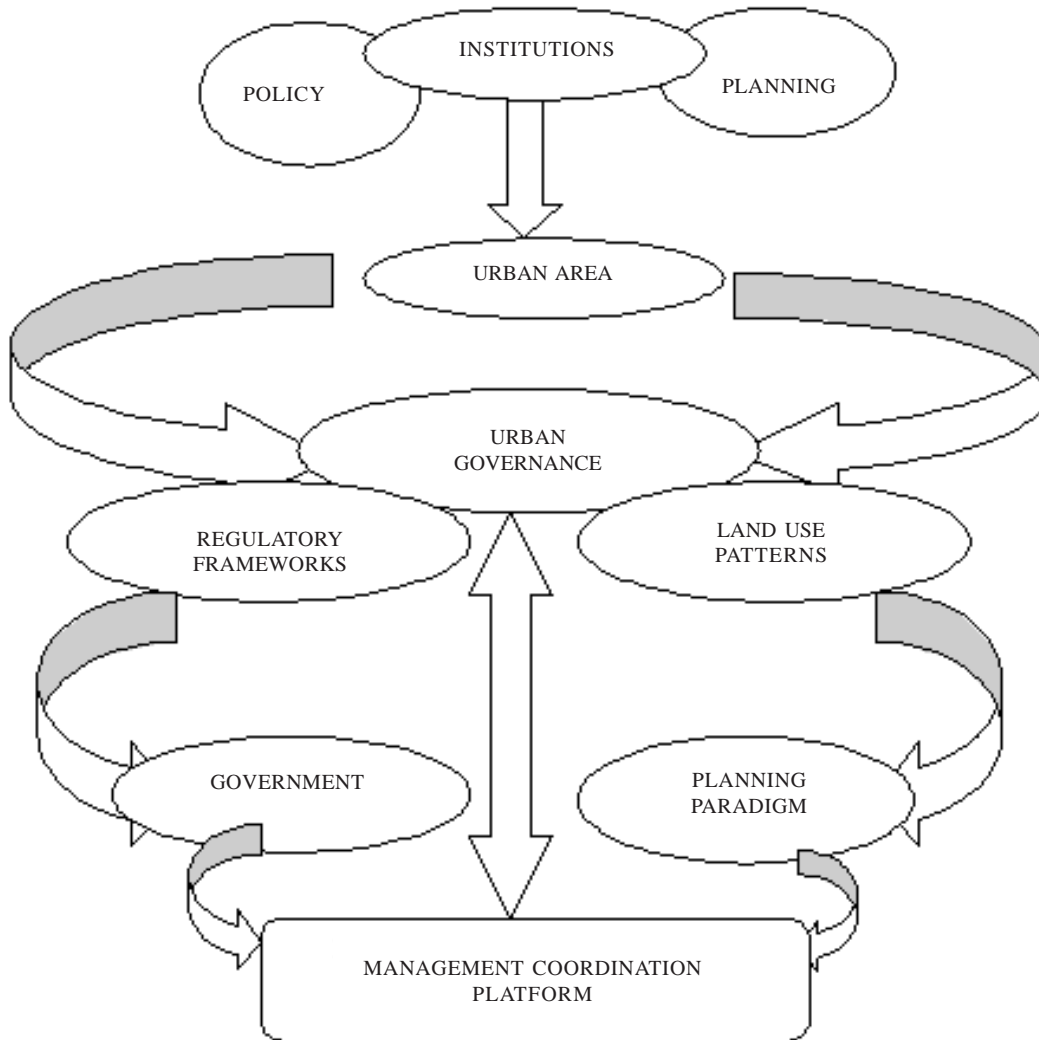 INSTITUTIONS
POLICY
PLANNING
URBAN AREA
URBAN
GOVERNANCE
REGULATORY
FRAMEWORKS
LAND USE
PATTERNS
GOVERNMENT
PLANNING
PARADIGM
MANAGEMENT COORDINATION
PLATFORM